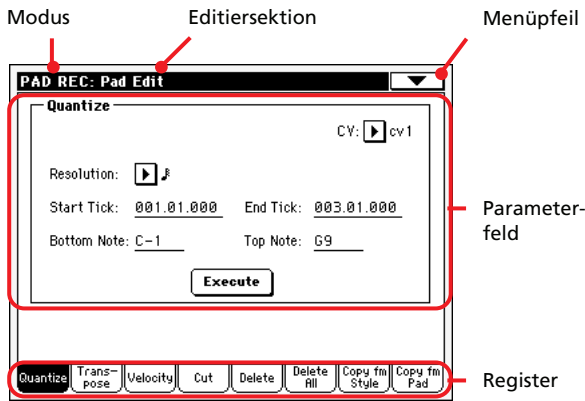 Modus Editiersektion Menüpfeil
PAD REC: Pad Edit
Quantize
CV: cv1
Resolution:
Start Tick: 001.01.000 End Tick: 003.01.000
Bottom Note: C-1 Top Note: G9
Parameter-
feld
Execute
Quantize Trans-
pose Velocity Cut Delete Delete
All Copy fm
Style Copy fm
Pad
Register